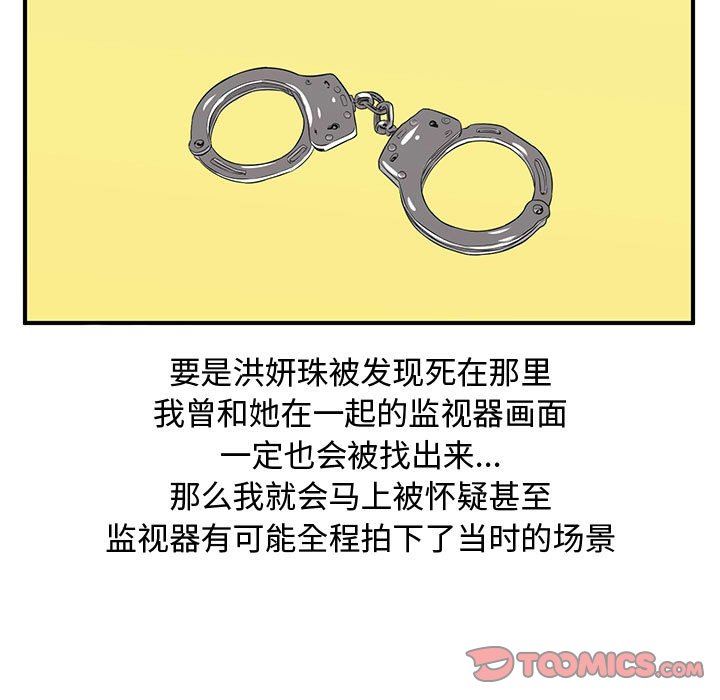 要是洪妍珠被发现死在那里
我曾和她在一起的监视器画面
一定也会被找出来...
那么我就会马上被怀疑甚至
监视器有可能全程拍下了当时的场景
TOOMICS.COM